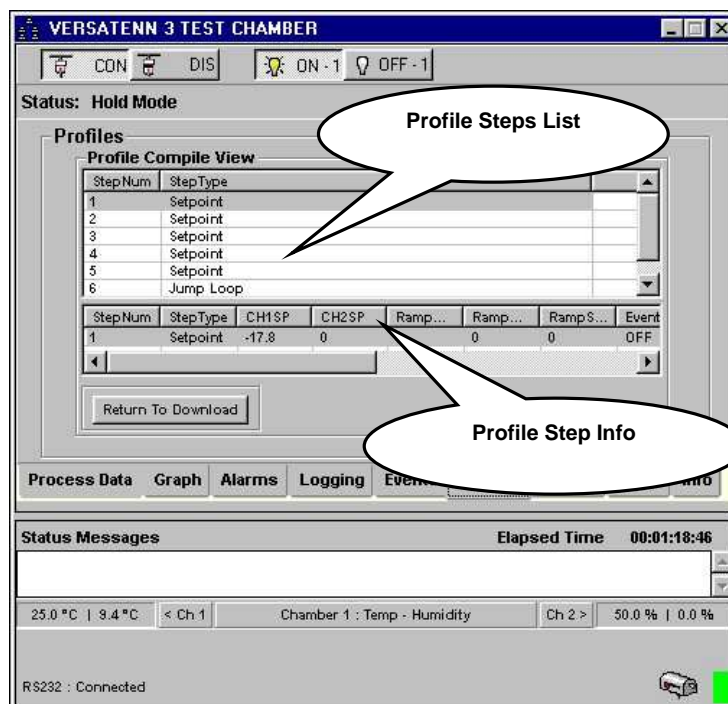 VERSATENN 3 TEST CHAMBER
CON DIS ON - 1 OFF - 1
Status: Hold Mode
Profile Steps List
Profiles
Profile Compile View
StepNum StepType
1 Setpoint
2 Setpoint
3 Setpoint
4 Setpoint
5 Setpoint
6 Jump Loop
StepNum StepType CH1SP CH2SP Ramp... Ramp... RampS... Event
1 Setpoint -17.8 0 0 0 OFF
Return To Download
Profile Step Info
Process Data Graph Alarms Logging
Status Messages Elapsed Time 00:01:18:46
25.0 °C | 9.4 °C < Ch 1 Chamber 1 : Temp - Humidity Ch 2 > 50.0 % | 0.0 %
RS232 : Connected